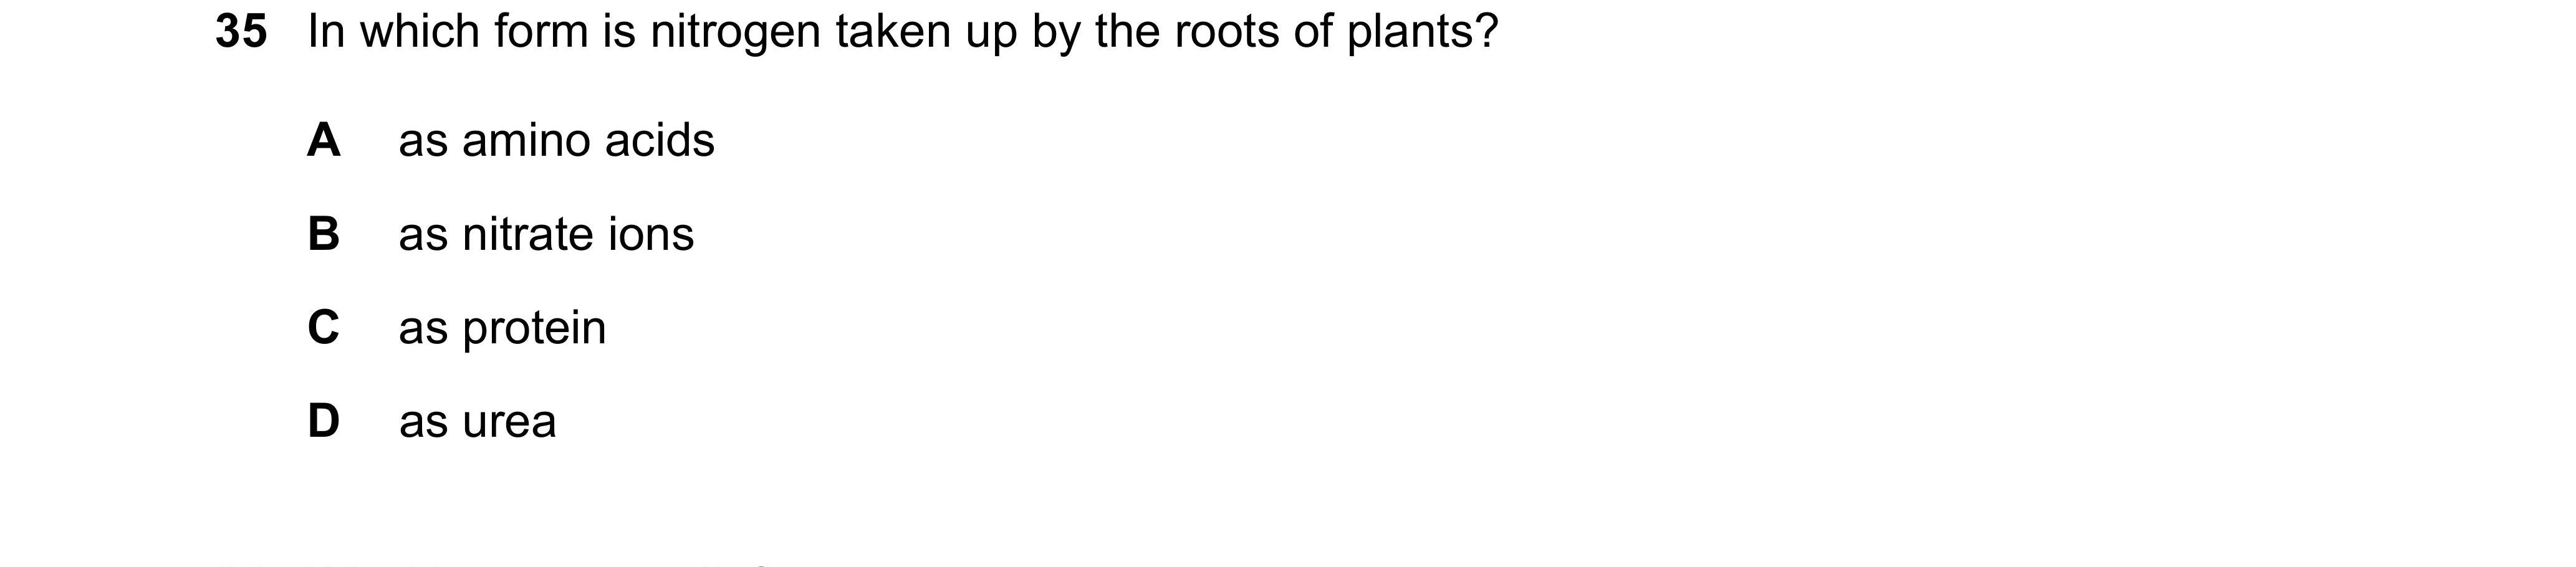 35 In which form is nitrogen taken up by the roots of plants?
A as amino acids
B as nitrate ions
C as protein
D as urea